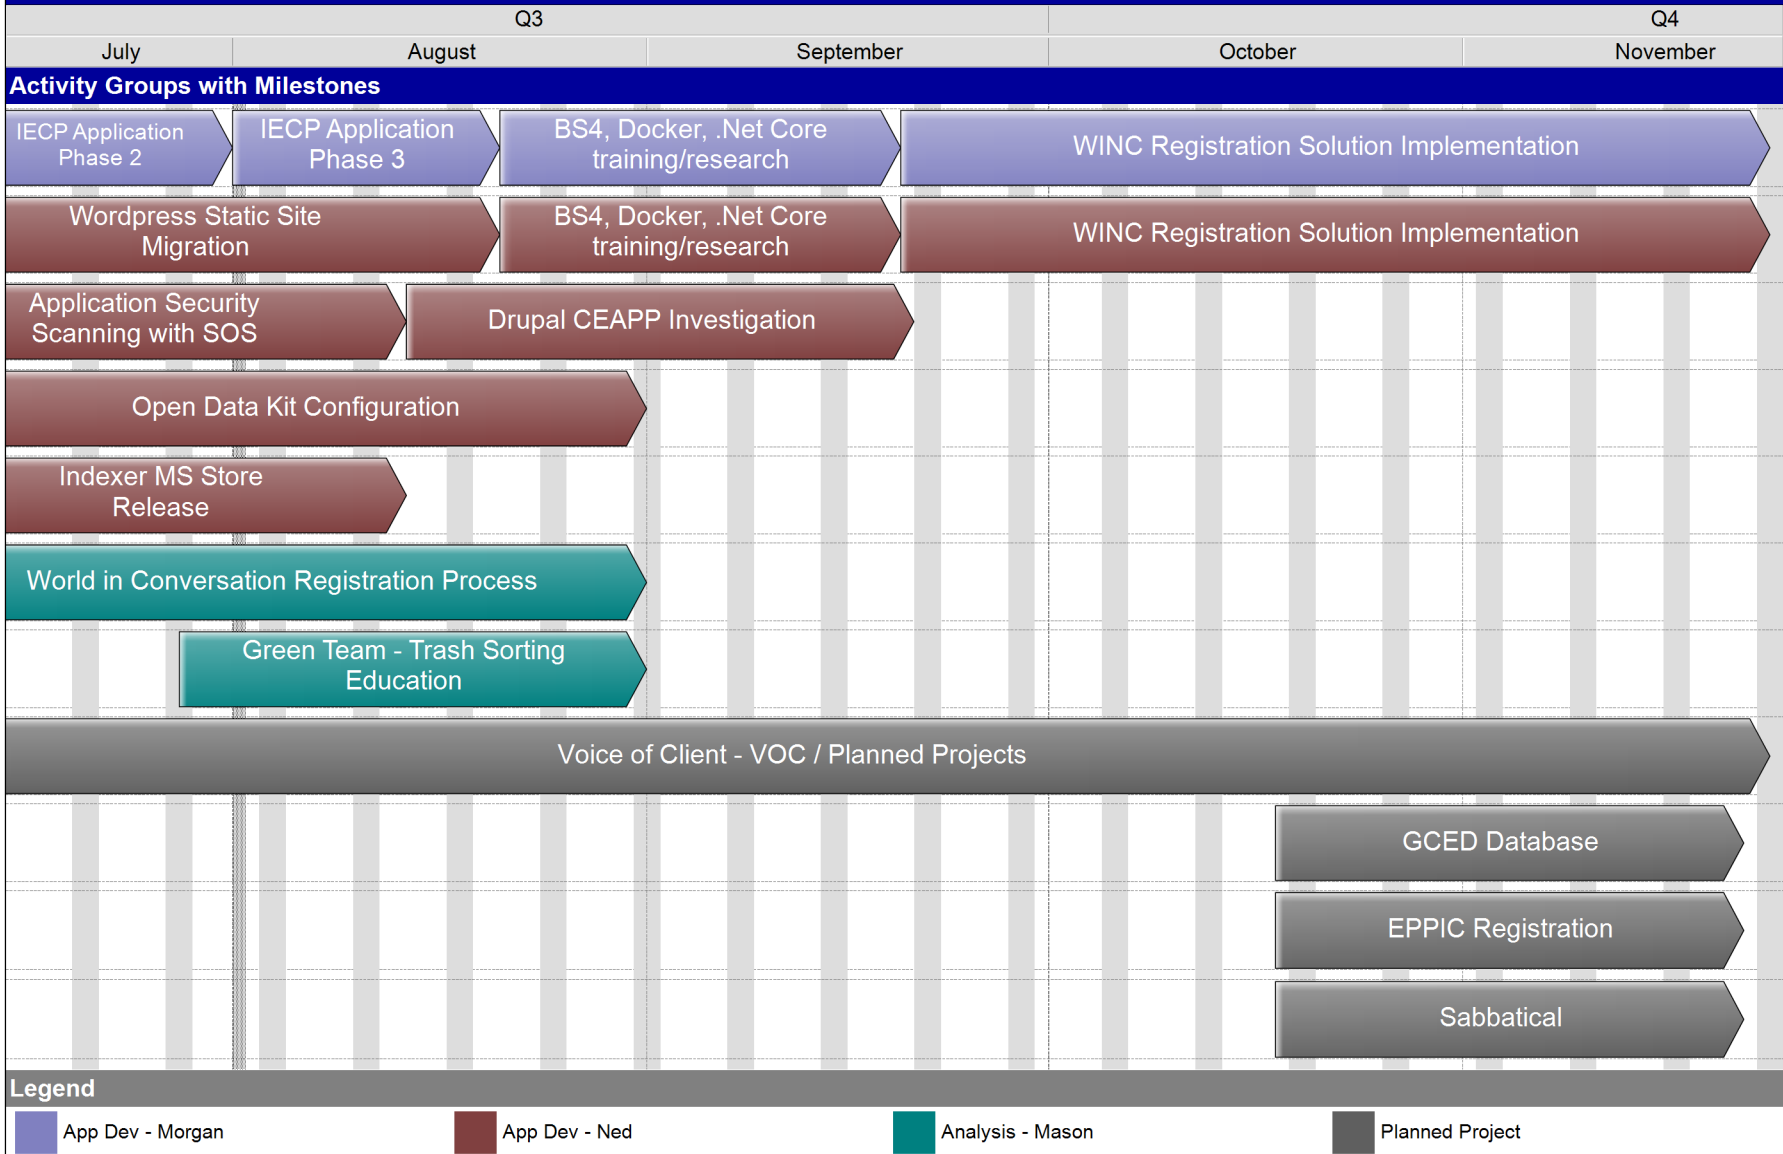 Q3 Q4
July August September October November
Activity Groups with Milestones
IECP Application
Phase 2
IECP Application
Phase 3
BS4, Docker, .Net Core
training/research
WINC Registration Solution Implementation
Wordpress Static Site
Migration
BS4, Docker, .Net Core
training/research
WINC Registration Solution Implementation
Application Security
Scanning with SOS
Drupal CEAPP Investigation
Open Data Kit Configuration
Indexer MS Store
Release
World in Conversation Registration Process
Green Team - Trash Sorting
Education
Voice of Client - VOC / Planned Projects
GCED Database
EPPIC Registration
Sabbatical
Legend
App Dev - Morgan App Dev - Ned Analysis - Mason Planned Project